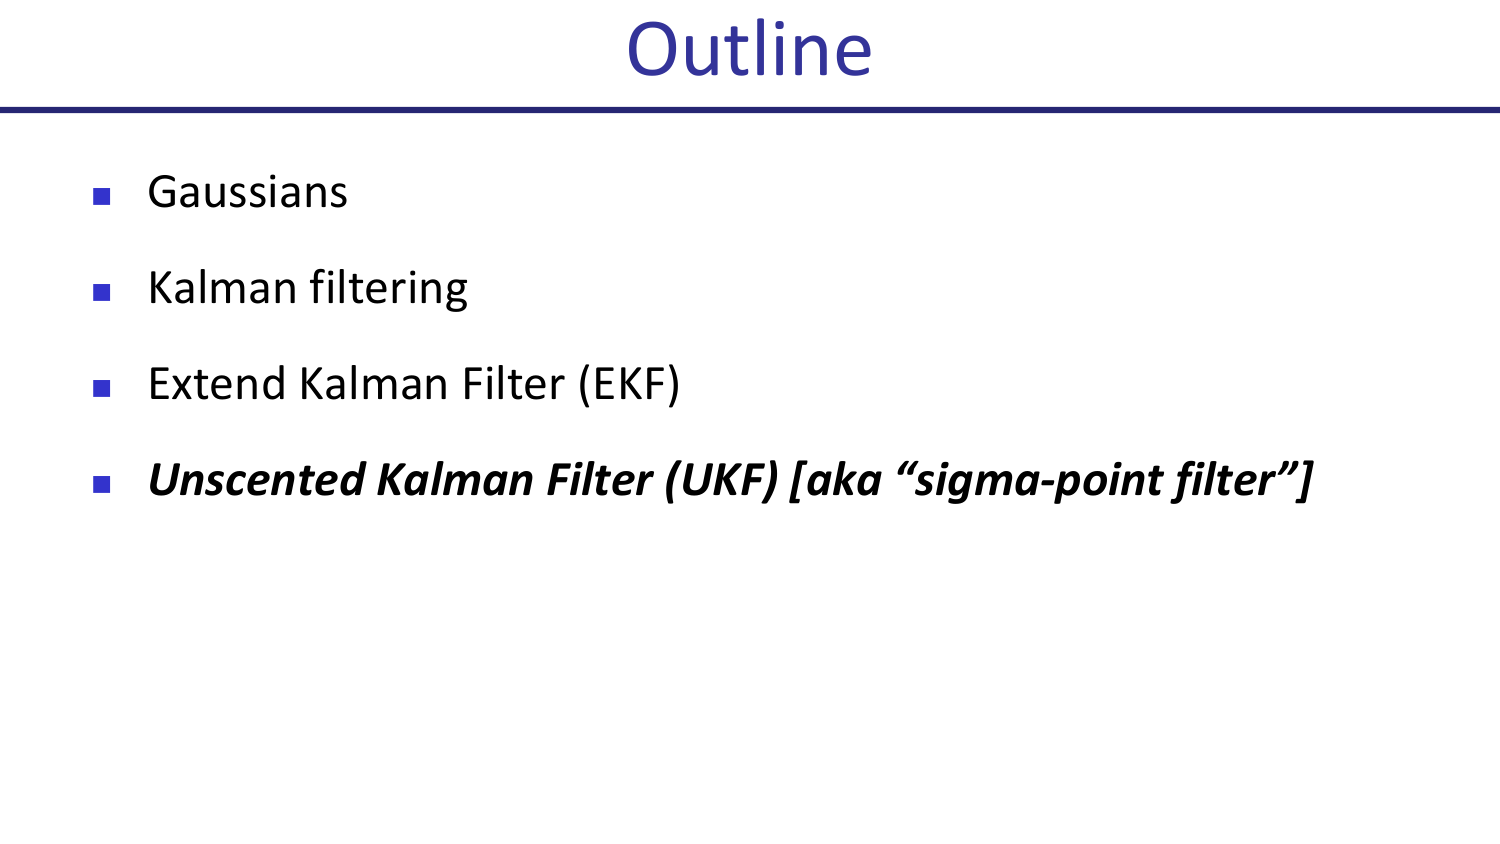 Outline
Gaussians
Kalman filtering
Extend Kalman Filter (EKF)
Unscented Kalman Filter (UKF) [aka “sigma-point filter”]